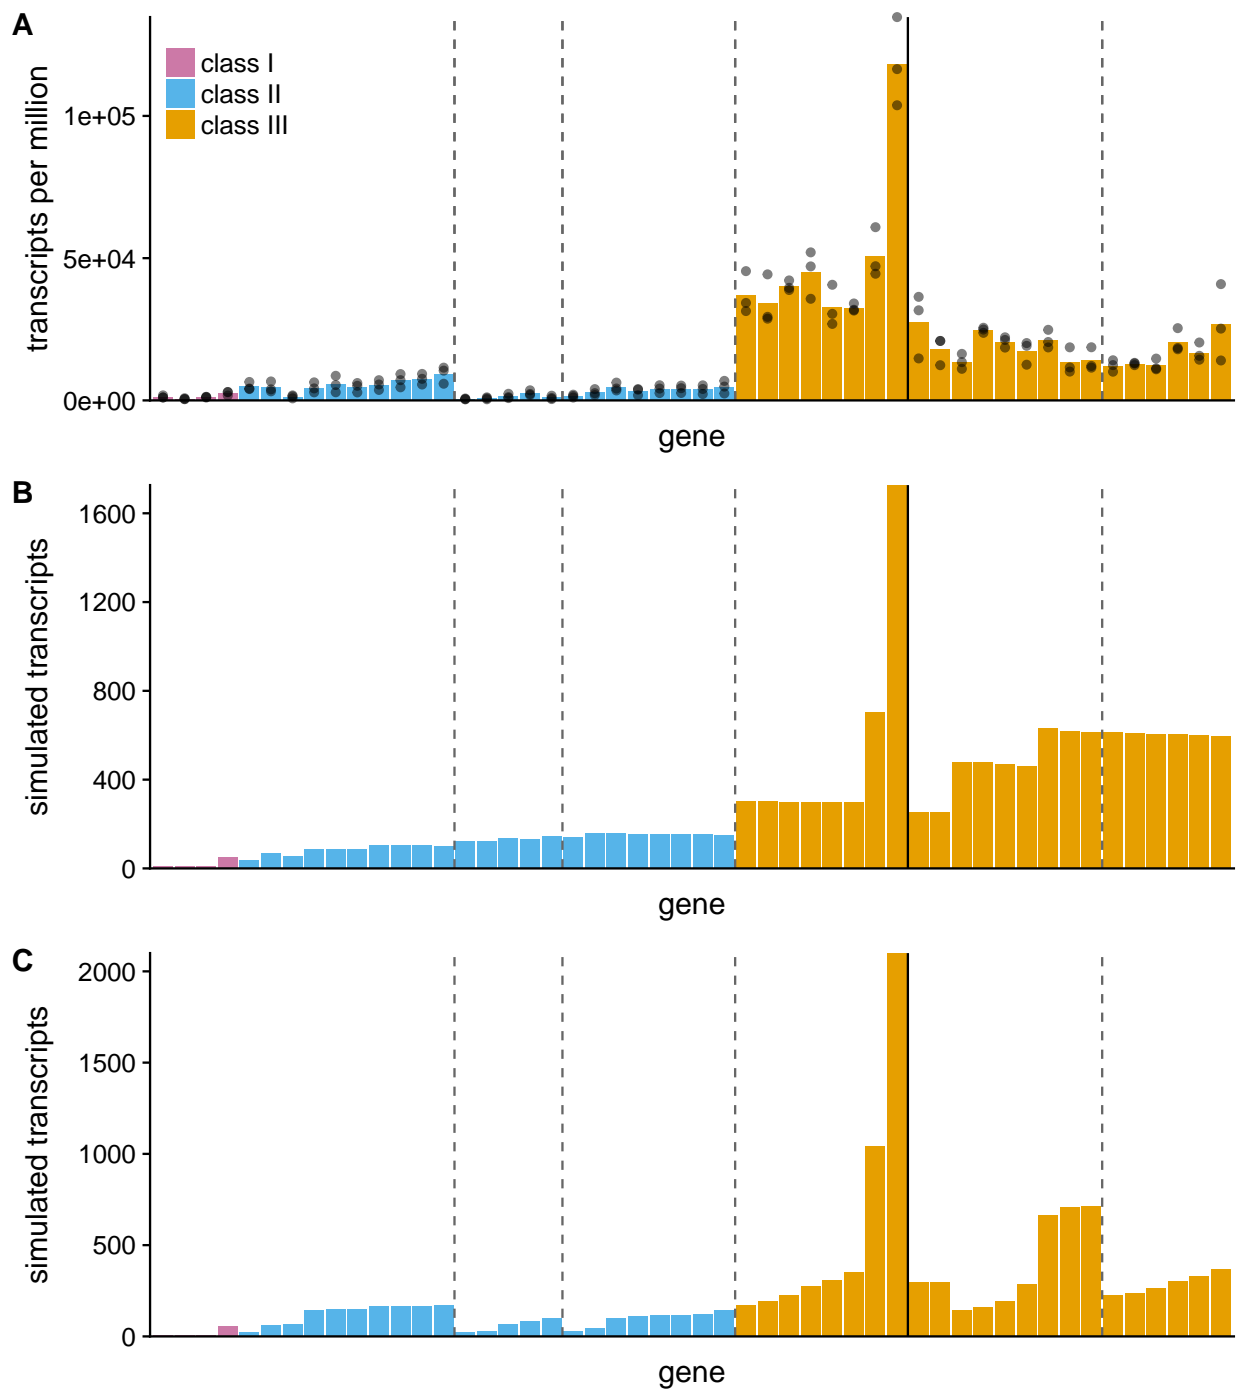 A
transcripts per million
class I
class II
class III
1e+05
5e+04
0e+00
gene
B
simulated transcripts
1600
1200
800
400
0
gene
C
simulated transcripts
2000
1500
1000
500
0
gene